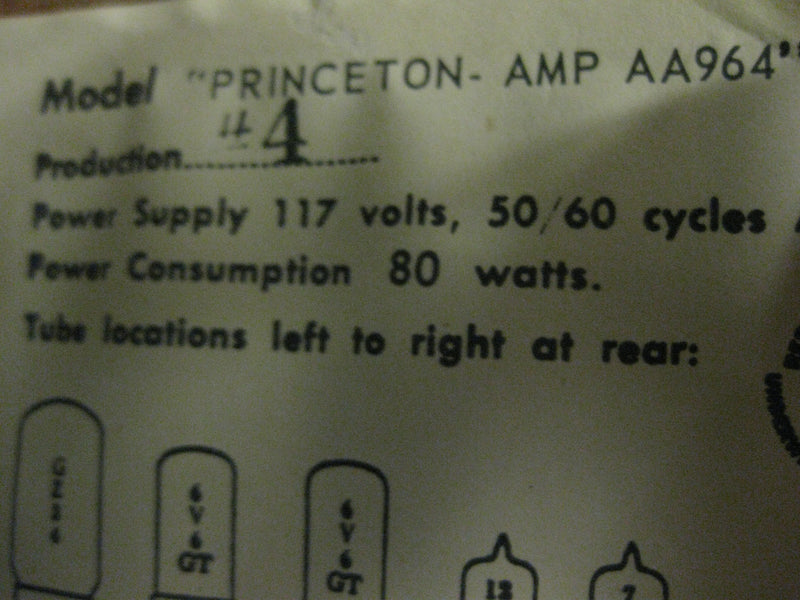 Model "PRINCETON- AMP AA964"
Production...... #4 ......
Power Supply 117 volts, 50/60 cycles
Power Consumption 80 watts.
Tube locations left to right at rear:
6V6GT
6V6GT
12
7